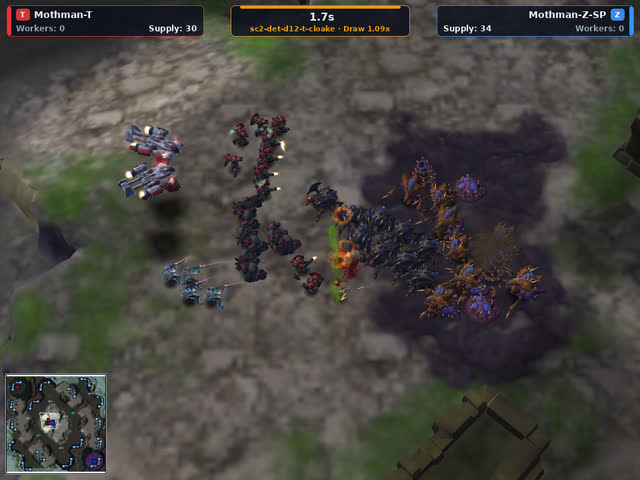 T Mothman-T
Workers: 0 Supply: 30
1.7s
sc2-det-d12-t-cloake · Draw 1.09x
Mothman-Z-SP Z
Supply: 34 Workers: 0